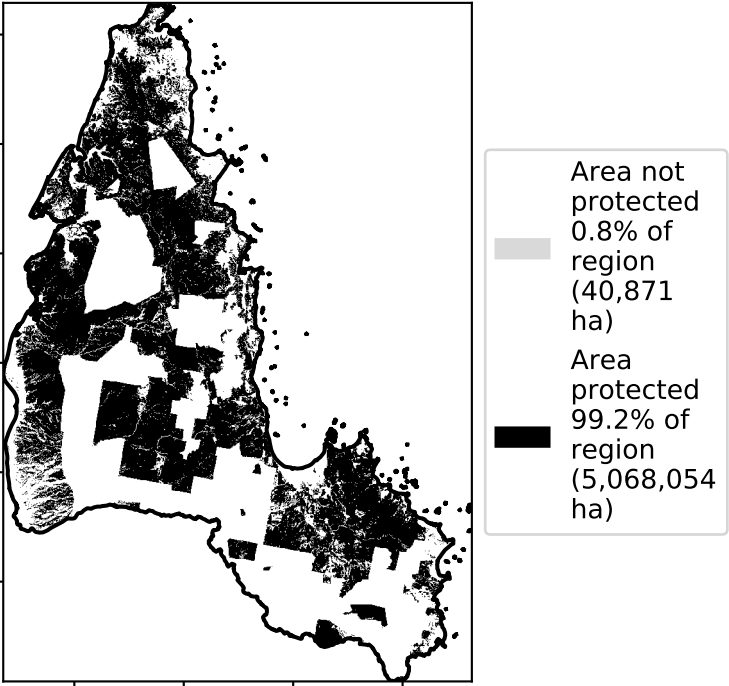 Area not
protected
0.8% of
region
(40,871
ha)
Area
protected
99.2% of
region
(5,068,054
ha)